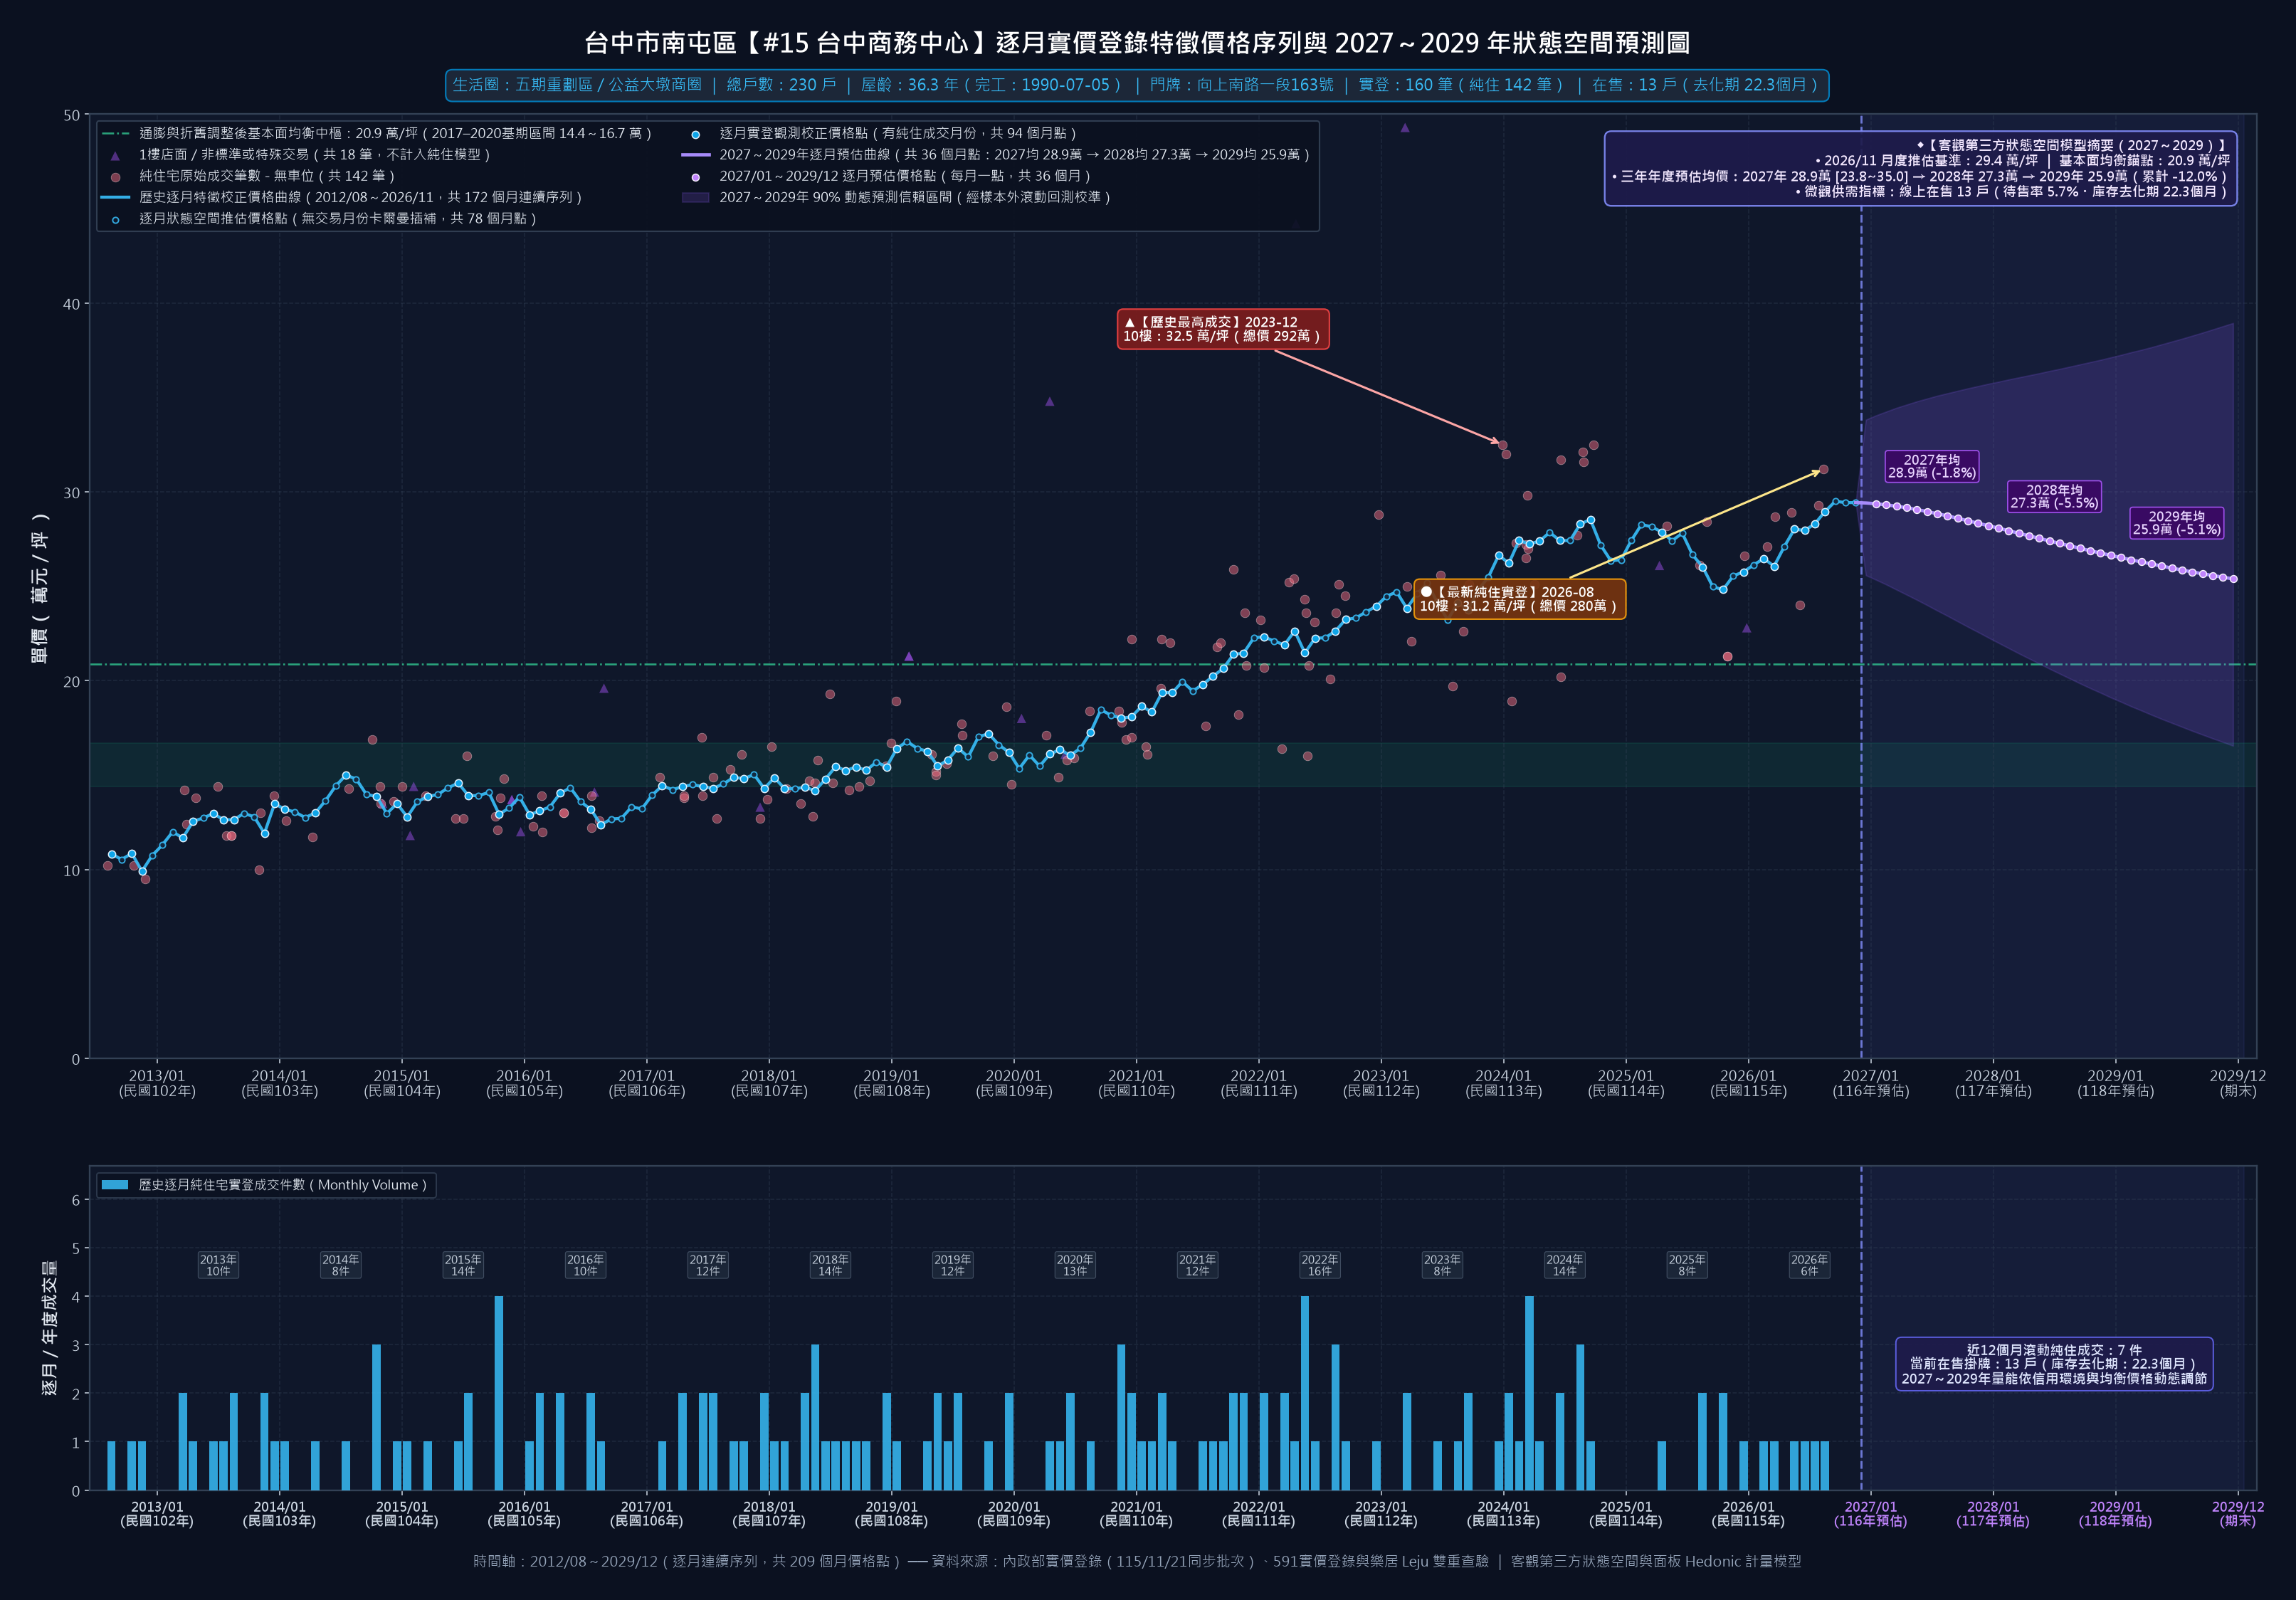 台中市南屯區【#15 台中商務中心】逐月實價登錄特徵價格序列與 2027～2029 年狀態空間預測圖
生活圈：五期重劃區 / 公益大墩商圈 ｜ 總戶數：230 戶 ｜ 屋齡：36.3 年（完工：1990-07-05） ｜ 門牌：向上南路一段163號 ｜ 實登：160 筆（純住 142 筆） ｜ 在售：13 戶（去化期 22.3個月）
通膨與折舊調整後基本面均衡中樞：20.9 萬/坪（2017–2020基期區間 14.4～16.7 萬）
1樓店面 / 非標準或特殊交易（共 18 筆，不計入純住模型）
純住宅原始成交筆數 - 無車位（共 142 筆）
歷史逐月特徵校正價格曲線（2012/08～2026/11，共 172 個月連續序列）
逐月狀態空間推估價格點（無交易月份卡爾曼插補，共 78 個月點）
逐月實登觀測校正價格點（有純住成交月份，共 94 個月點）
2027～2029年逐月預估曲線（共 36 個月點：2027均 28.9萬 → 2028均 27.3萬 → 2029均 25.9萬）
2027/01～2029/12 逐月預估價格點（每月一點，共 36 個月）
2027～2029年 90% 動態預測信賴區間（經樣本外滾動回測校準）
◆【客觀第三方狀態空間模型摘要（2027～2029）】
• 2026/11 月度推估基準：29.4 萬/坪 ｜ 基本面均衡錨點：20.9 萬/坪
• 三年年度預估均價：2027年 28.9萬 [23.8~35.0] → 2028年 27.3萬 → 2029年 25.9萬（累計 -12.0%）
• 微觀供需指標：線上在售 13 戶（待售率 5.7%．庫存去化期 22.3個月）
▲【歷史最高成交】2023-12
10樓：32.5 萬/坪（總價 292萬）
●【最新純住實登】2026-08
10樓：31.2 萬/坪（總價 280萬）
2027年均
28.9萬 (-1.8%)
2028年均
27.3萬 (-5.5%)
2029年均
25.9萬 (-5.1%)
單價（萬元 / 坪）
50
40
30
20
10
0
2013/01
(民國102年)
2014/01
(民國103年)
2015/01
(民國104年)
2016/01
(民國105年)
2017/01
(民國106年)
2018/01
(民國107年)
2019/01
(民國108年)
2020/01
(民國109年)
2021/01
(民國110年)
2022/01
(民國111年)
2023/01
(民國112年)
2024/01
(民國113年)
2025/01
(民國114年)
2026/01
(民國115年)
2027/01
(116年預估)
2028/01
(117年預估)
2029/01
(118年預估)
2029/12
(期末)
歷史逐月純住宅實登成交件數（Monthly Volume）
逐月 / 年度成交量
6
5
4
3
2
1
0
2013年
10件
2014年
8件
2015年
14件
2016年
10件
2017年
12件
2018年
14件
2019年
12件
2020年
13件
2021年
12件
2022年
16件
2023年
8件
2024年
14件
2025年
8件
2026年
6件
近12個月滾動純住成交：7 件
當前在售掛牌：13 戶（庫存去化期：22.3個月）
2027～2029年量能依信用環境與均衡價格動態調節
2013/01
(民國102年)
2014/01
(民國103年)
2015/01
(民國104年)
2016/01
(民國105年)
2017/01
(民國106年)
2018/01
(民國107年)
2019/01
(民國108年)
2020/01
(民國109年)
2021/01
(民國110年)
2022/01
(民國111年)
2023/01
(民國112年)
2024/01
(民國113年)
2025/01
(民國114年)
2026/01
(民國115年)
2027/01
(116年預估)
2028/01
(117年預估)
2029/01
(118年預估)
2029/12
(期末)
時間軸：2012/08～2029/12（逐月連續序列，共 209 個月價格點） ── 資料來源：內政部實價登錄（115/11/21同步批次）、591實價登錄與樂居 Leju 雙重查驗 ｜ 客觀第三方狀態空間與面板 Hedonic 計量模型